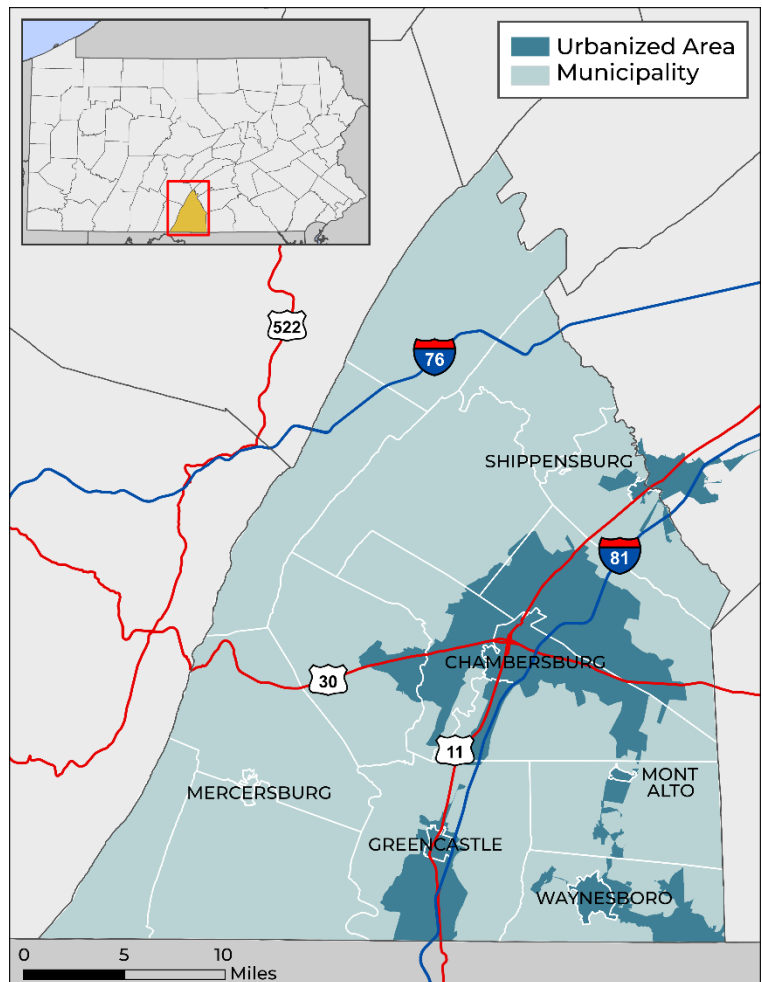 Urbanized Area
Municipality
522
76
SHIPPENSBURG
81
CHAMBERSBURG
30
11
MONT
ALTO
MERCERSBURG
GREENCASTLE
WAYNESBORO
0 5 10
Miles